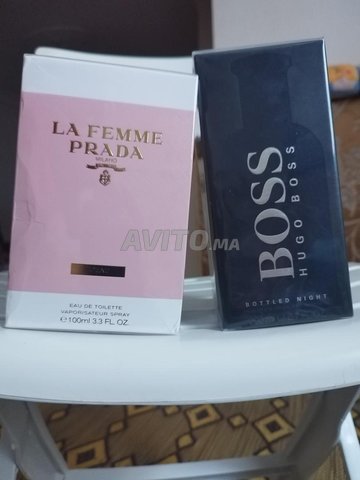 LA FEMME
PRADA
MILANO
EAU DE TOILETTE
VAPORISATEUR SPRAY
℮100ml 3.3 FL. OZ.
BOSS
HUGO BOSS
BOTTLED NIGHT
AVITO.MA